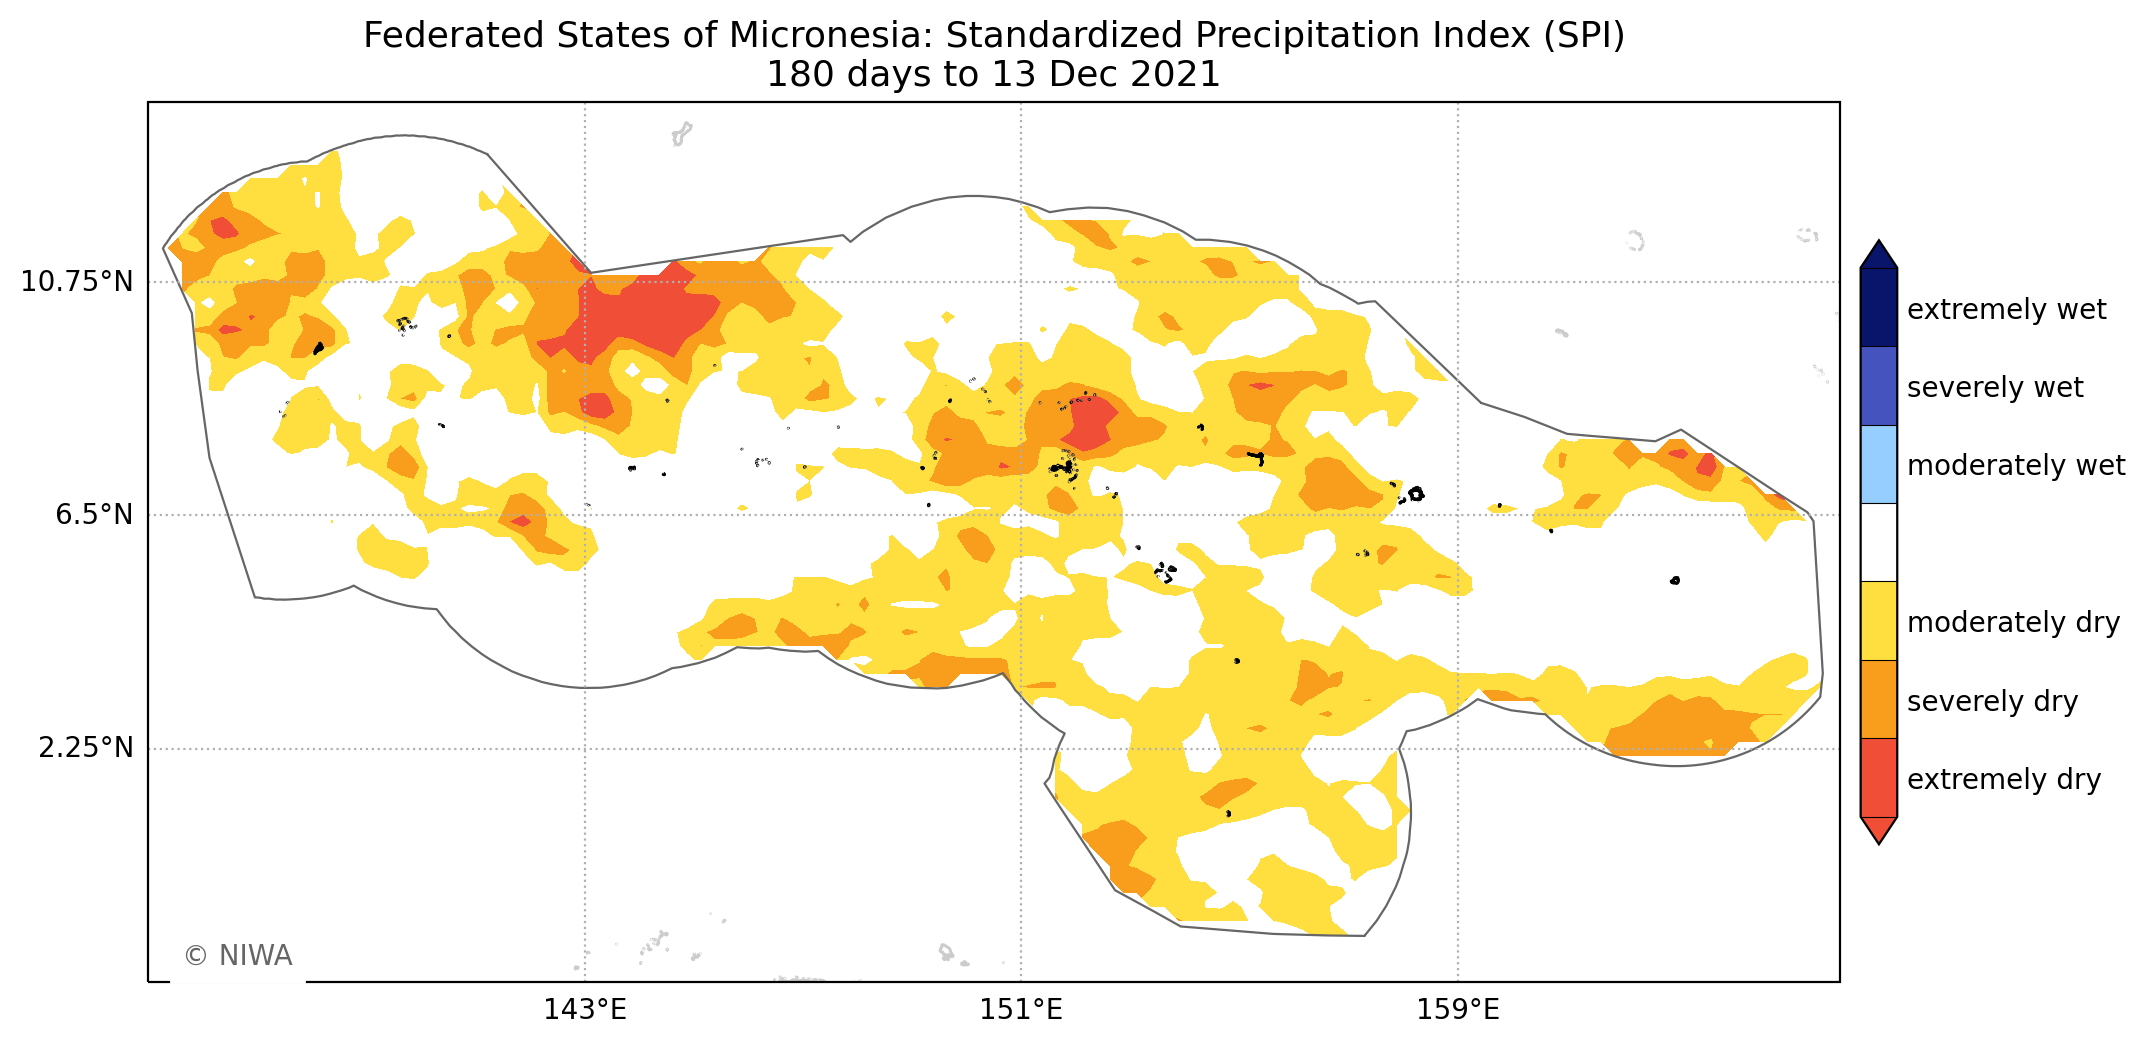 Federated States of Micronesia: Standardized Precipitation Index (SPI)
180 days to 13 Dec 2021
10.75°N
6.5°N
2.25°N
143°E
151°E
159°E
extremely wet
severely wet
moderately wet
moderately dry
severely dry
extremely dry
© NIWA